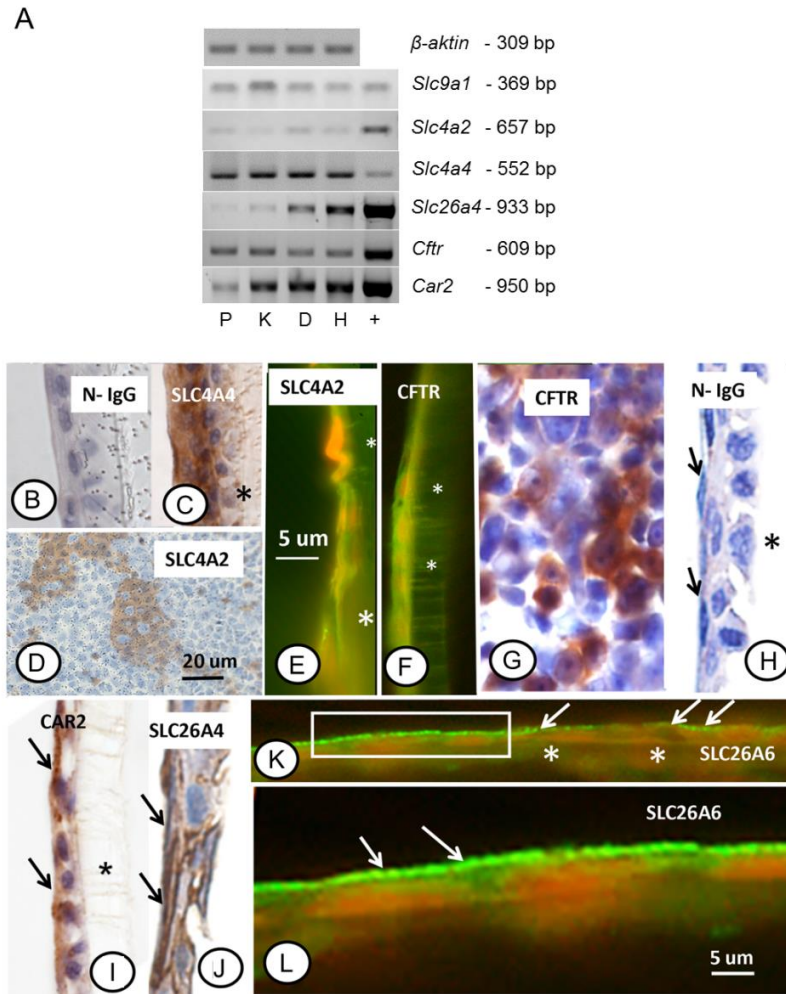 A
β-aktin - 309 bp
Slc9a1 - 369 bp
Slc4a2 - 657 bp
Slc4a4 - 552 bp
Slc26a4 - 933 bp
Cftr - 609 bp
Car2 - 950 bp
P K D H +
N- IgG
B
SLC4A4
C
*
SLC4A2
D
20 um
SLC4A2
*
5 um
*
E
CFTR
*
*
F
CFTR
G
N- IgG
*
H
CAR2
*
I
SLC26A4
J
K
* *
SLC26A6
SLC26A6
L
5 um